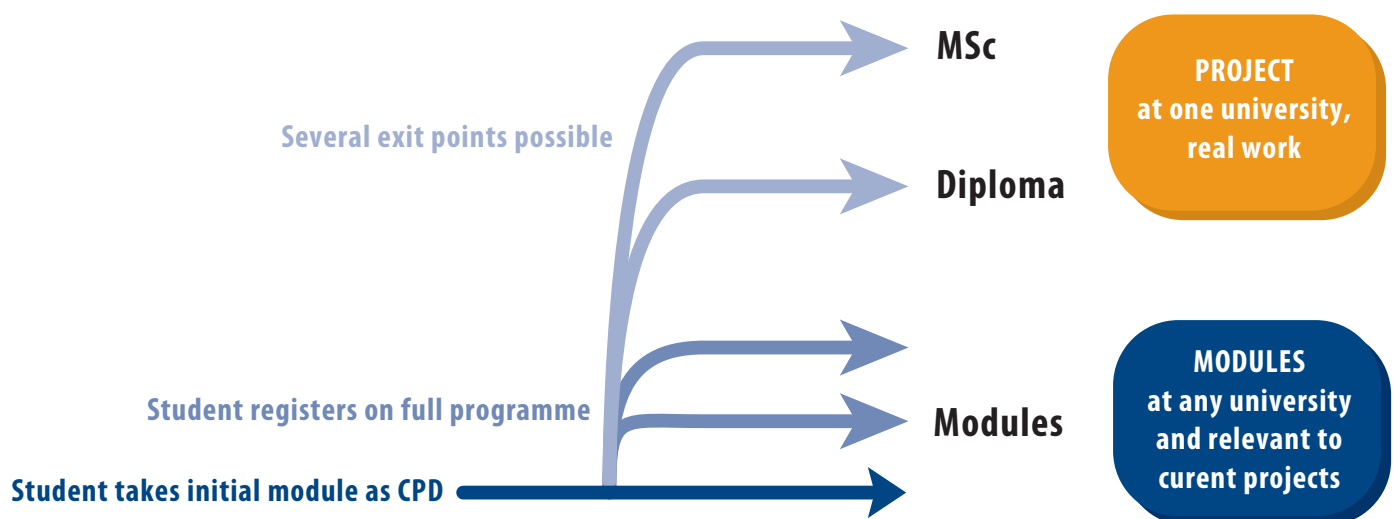 MSc
PROJECT
at one university,
real work
Several exit points possible
Diploma
MODULES
at any university
and relevant to
curent projects
Student registers on full programme
Modules
Student takes initial module as CPD